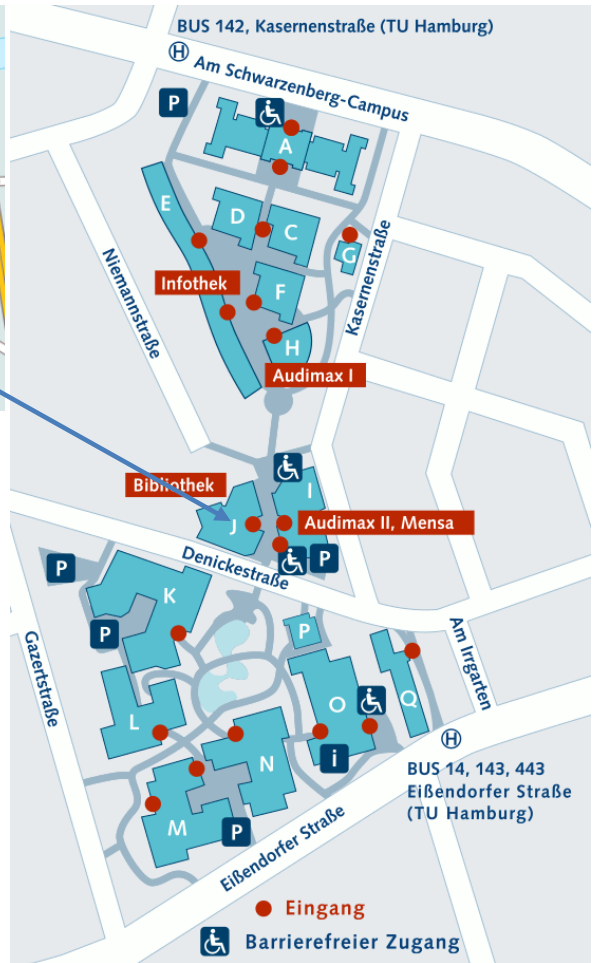 BUS 142, Kasernenstraße (TU Hamburg)
H
Am Schwarzenberg-Campus
P
A
E
D
C
G
Kasernenstraße
Niemannstraße
Infothek
F
H
Audimax I
Bibliothek
I
J
Audimax II, Mensa
P
Denickestraße
P
K
P
Gazertstraße
P
Am Irrgarten
L
O
Q
N
i
H
BUS 14, 143, 443
Eißendorfer Straße
(TU Hamburg)
M
P
Eißendorfer Straße
Eingang
Barrierefreier Zugang